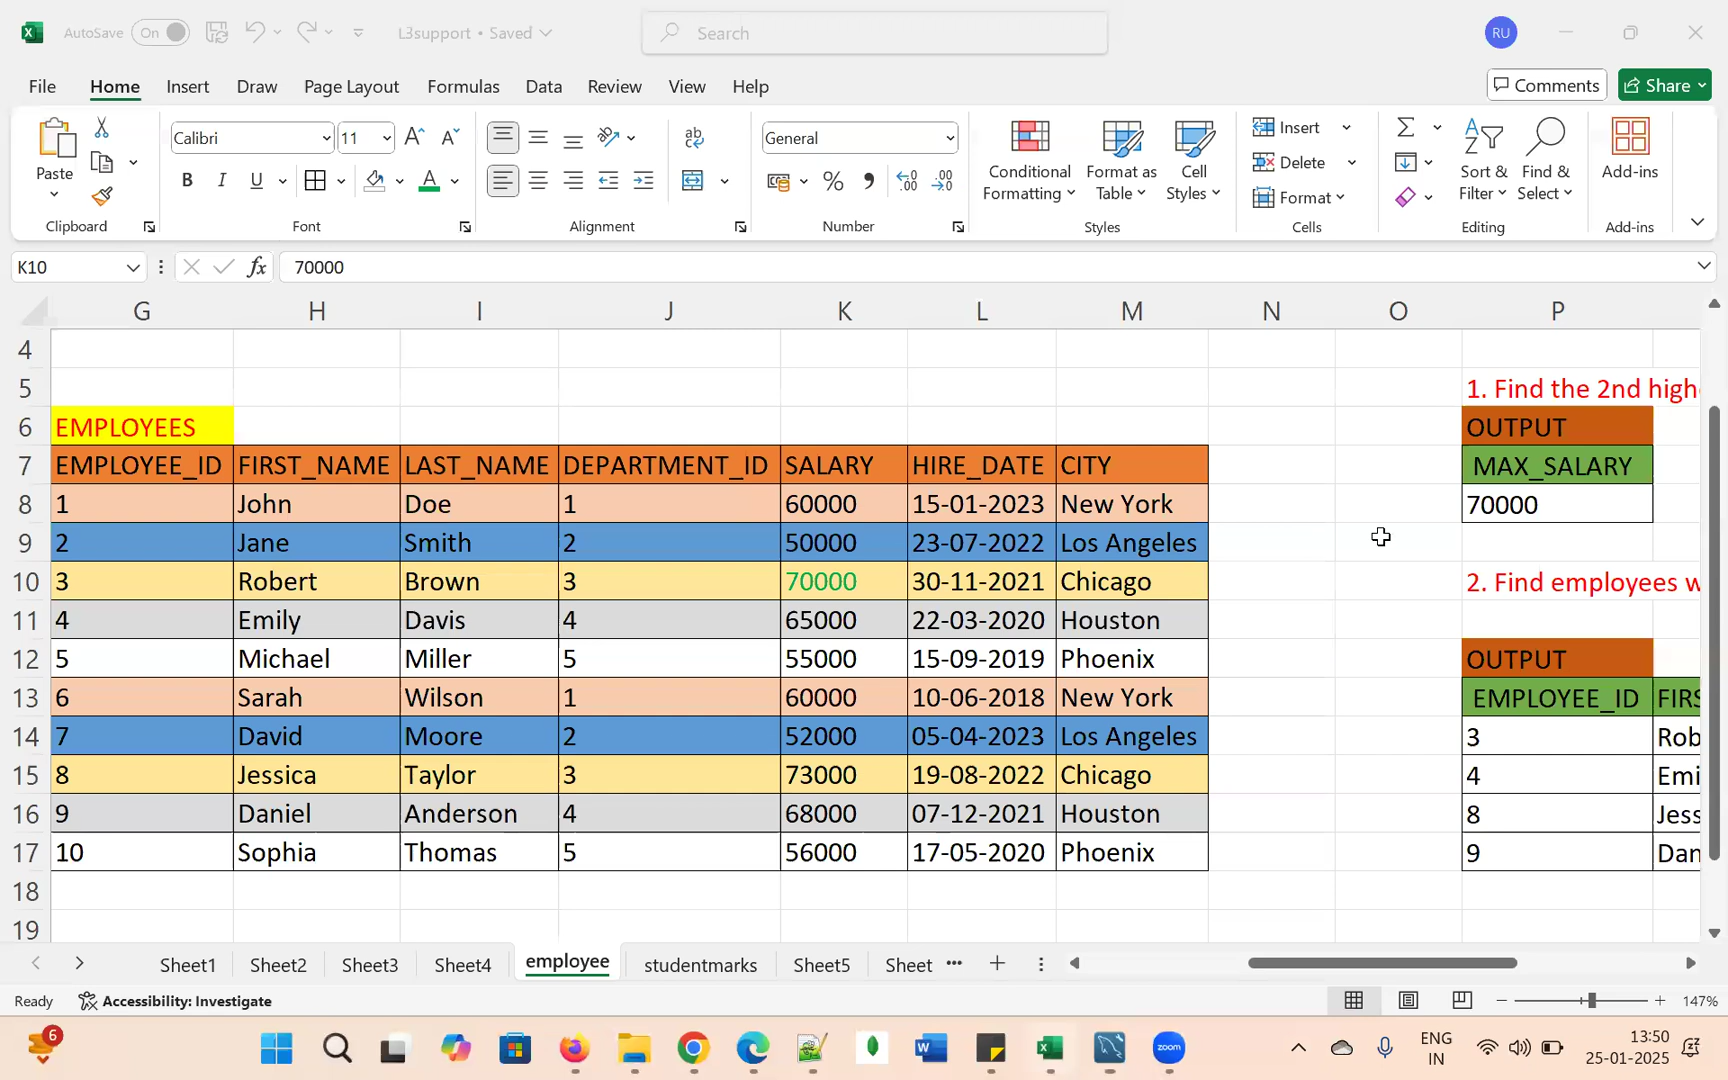 AutoSave On L3support • Saved Search RU
File Home Insert Draw Page Layout Formulas Data Review View Help Comments Share
Paste Calibri 11 ab General Conditional Formatting Format as Table Cell Styles Insert Delete Format Sort & Filter Find & Select Add-ins
Clipboard Font Alignment Number Styles Cells Editing Add-ins
K10 fx 70000
G H I J K L M N O P
4
5 1. Find the 2nd high
6 EMPLOYEES OUTPUT
7 EMPLOYEE_ID FIRST_NAME LAST_NAME DEPARTMENT_ID SALARY HIRE_DATE CITY MAX_SALARY
8 1 John Doe 1 60000 15-01-2023 New York 70000
9 2 Jane Smith 2 50000 23-07-2022 Los Angeles
10 3 Robert Brown 3 70000 30-11-2021 Chicago 2. Find employees w
11 4 Emily Davis 4 65000 22-03-2020 Houston
12 5 Michael Miller 5 55000 15-09-2019 Phoenix OUTPUT
13 6 Sarah Wilson 1 60000 10-06-2018 New York EMPLOYEE_ID FIRS
14 7 David Moore 2 52000 05-04-2023 Los Angeles 3 Rob
15 8 Jessica Taylor 3 73000 19-08-2022 Chicago 4 Emi
16 9 Daniel Anderson 4 68000 07-12-2021 Houston 8 Jess
17 10 Sophia Thomas 5 56000 17-05-2020 Phoenix 9 Dan
18
19
Sheet1 Sheet2 Sheet3 Sheet4 employee studentmarks Sheet5 Sheet ...
Ready Accessibility: Investigate 147%
6 zoom ENG IN 13:50 25-01-2025